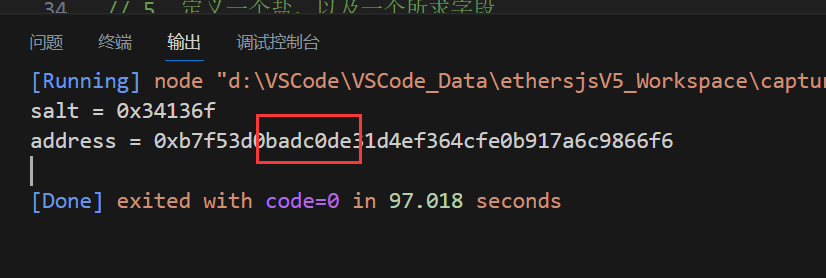 34 // 5. 定义一个盐，以及一个所求字段
问题 终端 输出 调试控制台
[Running] node "d:\VSCode\VSCode_Data\ethersjsV5_Workspace\captur
salt = 0x34136f
address = 0xb7f53d0badc0de31d4ef364cfe0b917a6c9866f6
[Done] exited with code=0 in 97.018 seconds